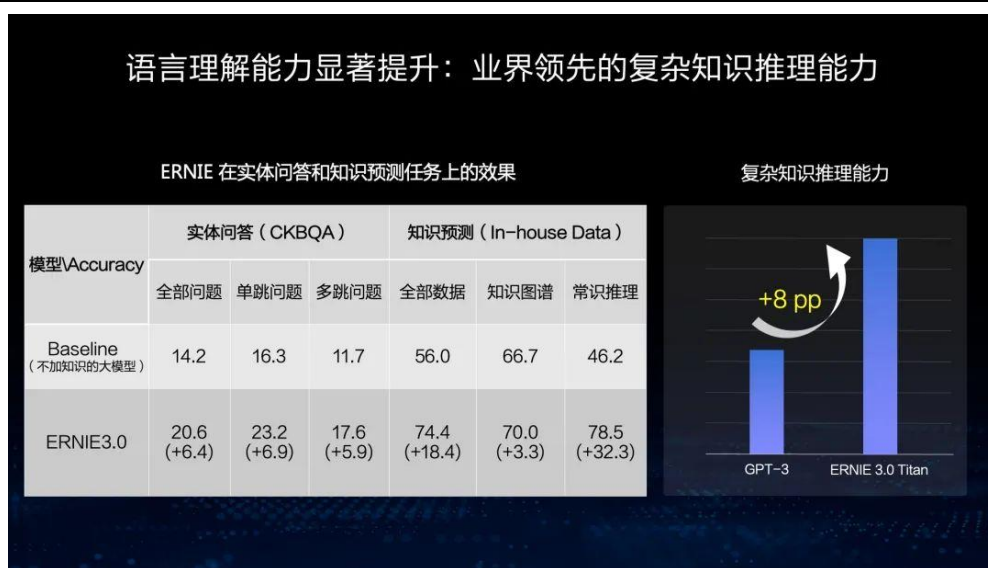 语言理解能力显著提升：业界领先的复杂知识推理能力
ERNIE 在实体问答和知识预测任务上的效果
模型\Accuracy
实体问答（CKBQA）
知识预测（In-house Data）
全部问题 单跳问题 多跳问题 全部数据 知识图谱 常识推理
Baseline
（不加知识的大模型）
14.2 16.3 11.7 56.0 66.7 46.2
ERNIE3.0
20.6 23.2 17.6 74.4 70.0 78.5
(+6.4) (+6.9) (+5.9) (+18.4) (+3.3) (+32.3)
复杂知识推理能力
+8 pp
GPT-3 ERNIE 3.0 Titan